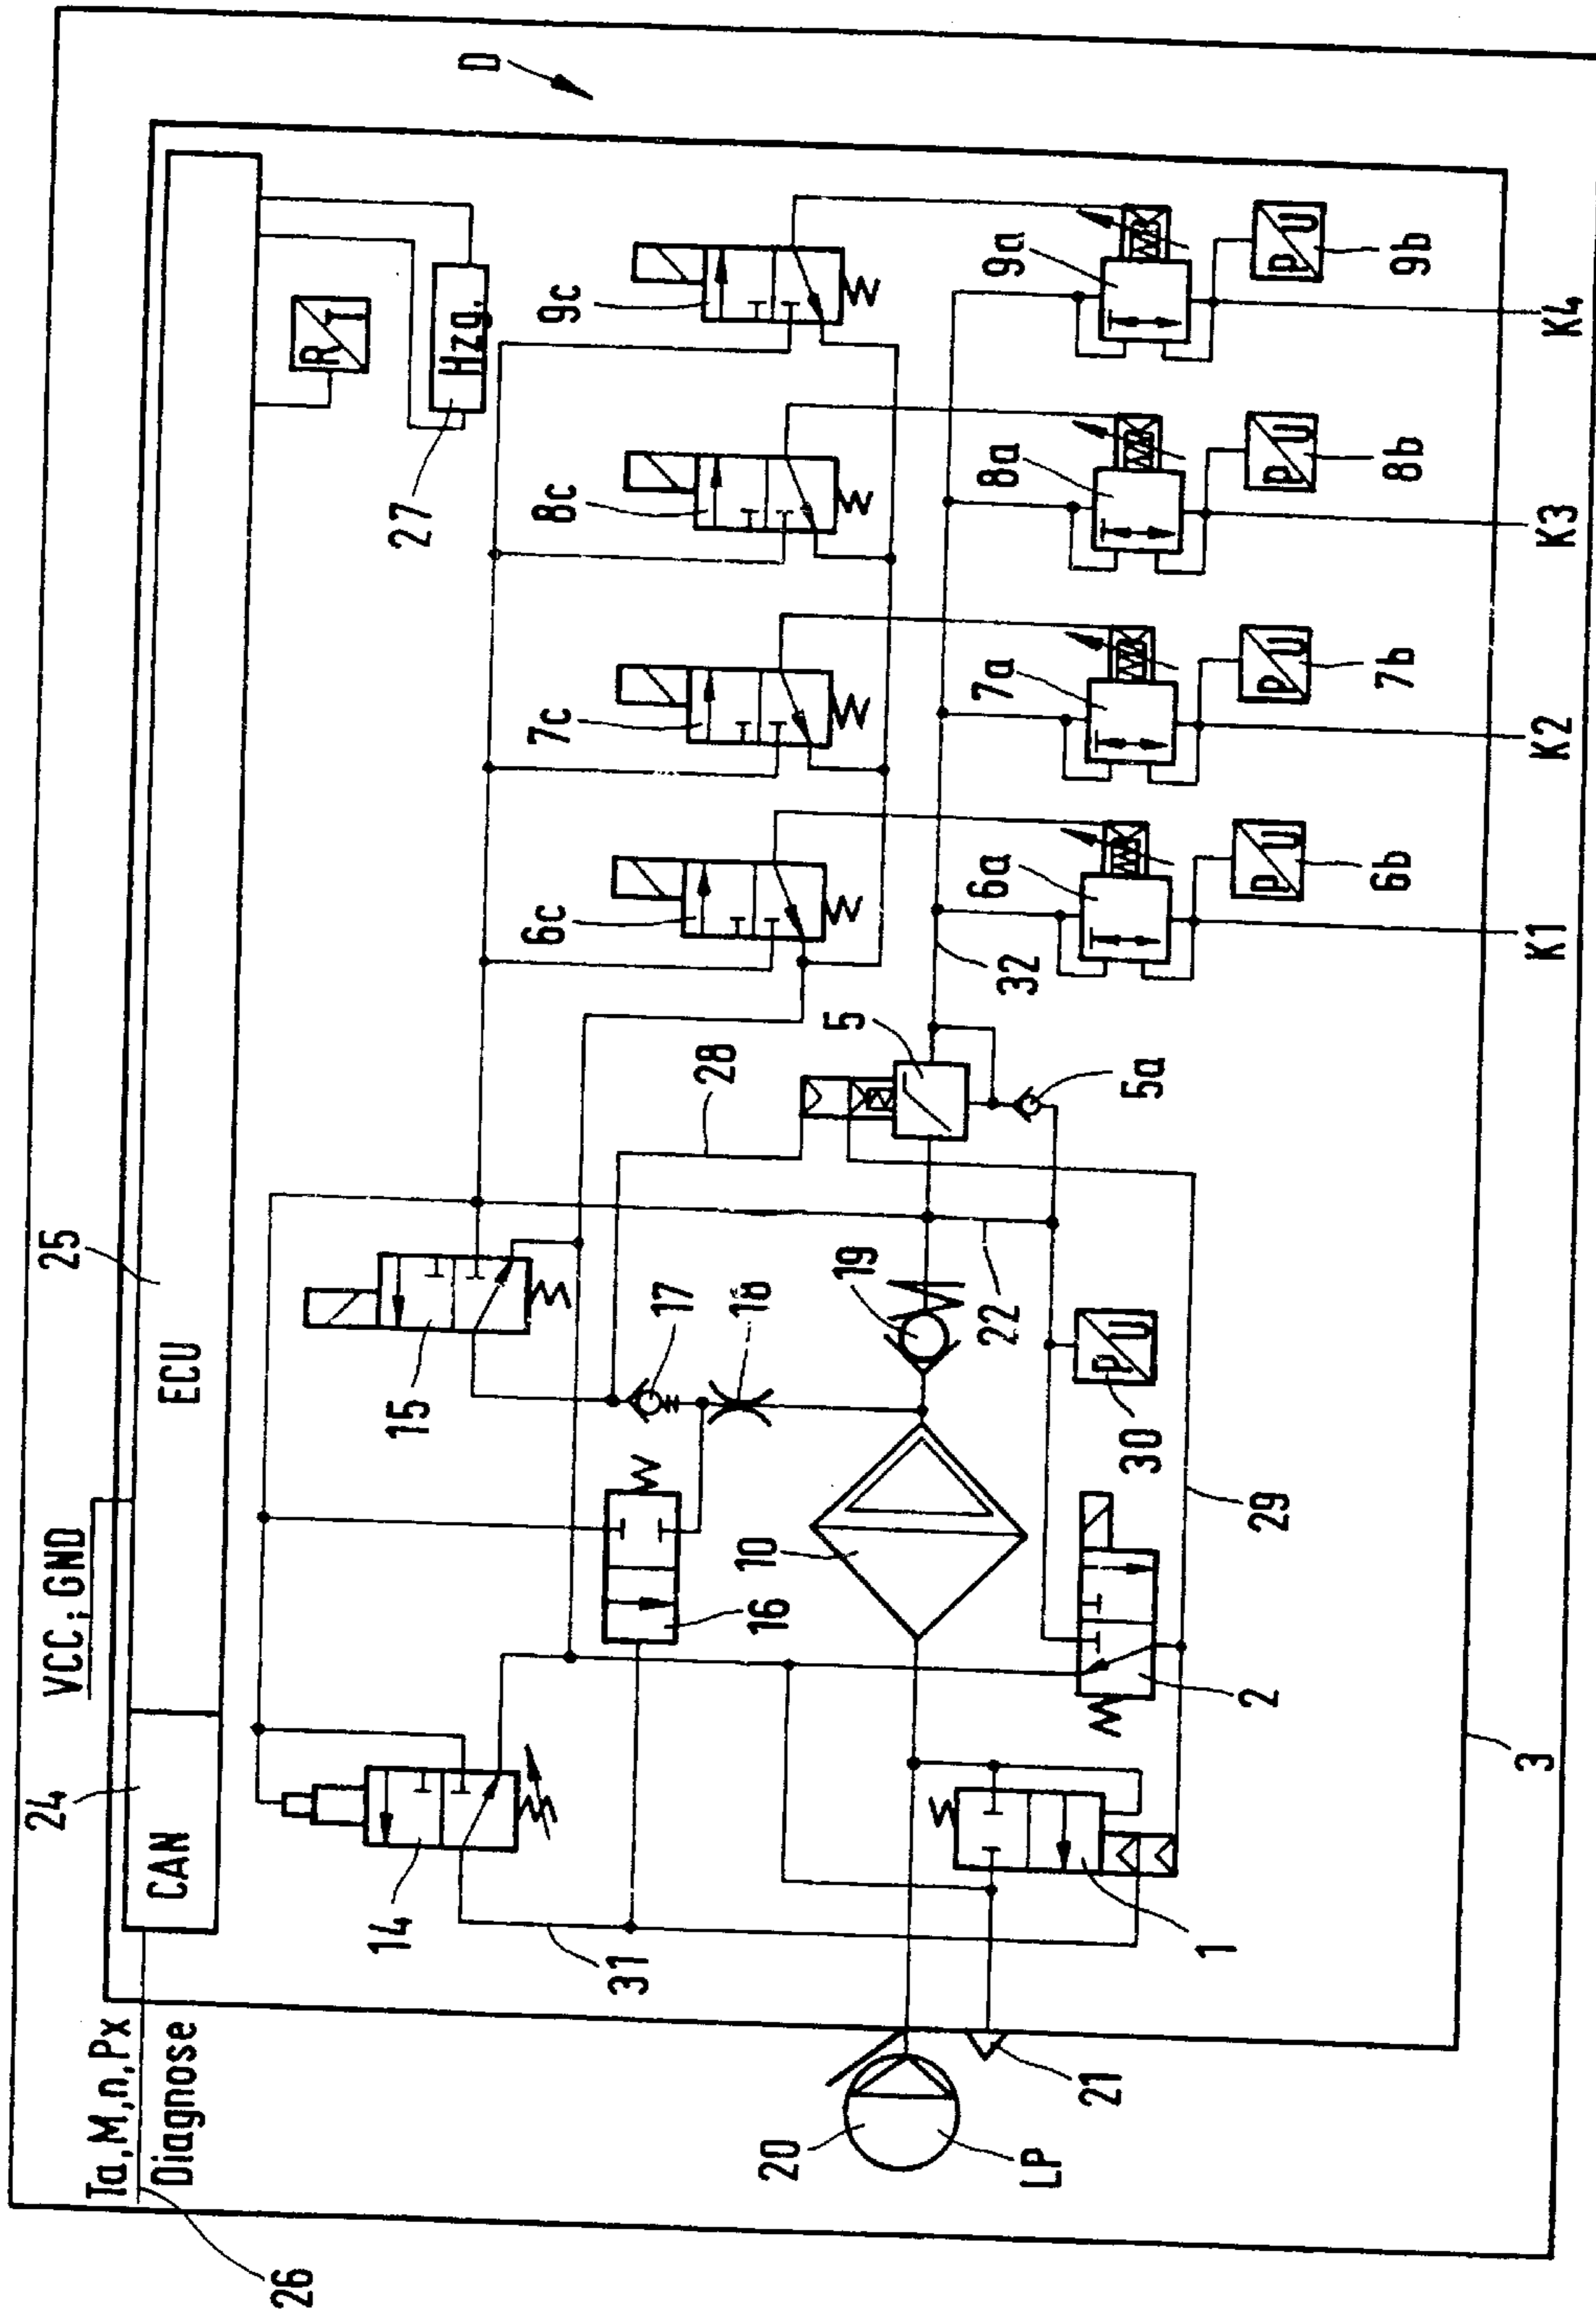 D
VCC; GND
25
24
CAN
ECU
Ta, M, n, Px
Diagnose
26
R
T
Hzg.
27
14
15
6c
7c
8c
9c
31
16
17
18
28
10
19
5
32
6a
7a
8a
9a
20
LP
21
1
2
22
30
P
U
29
5a
P
U
6b
P
U
7b
P
U
8b
P
U
9b
3
K1
K2
K3
K4